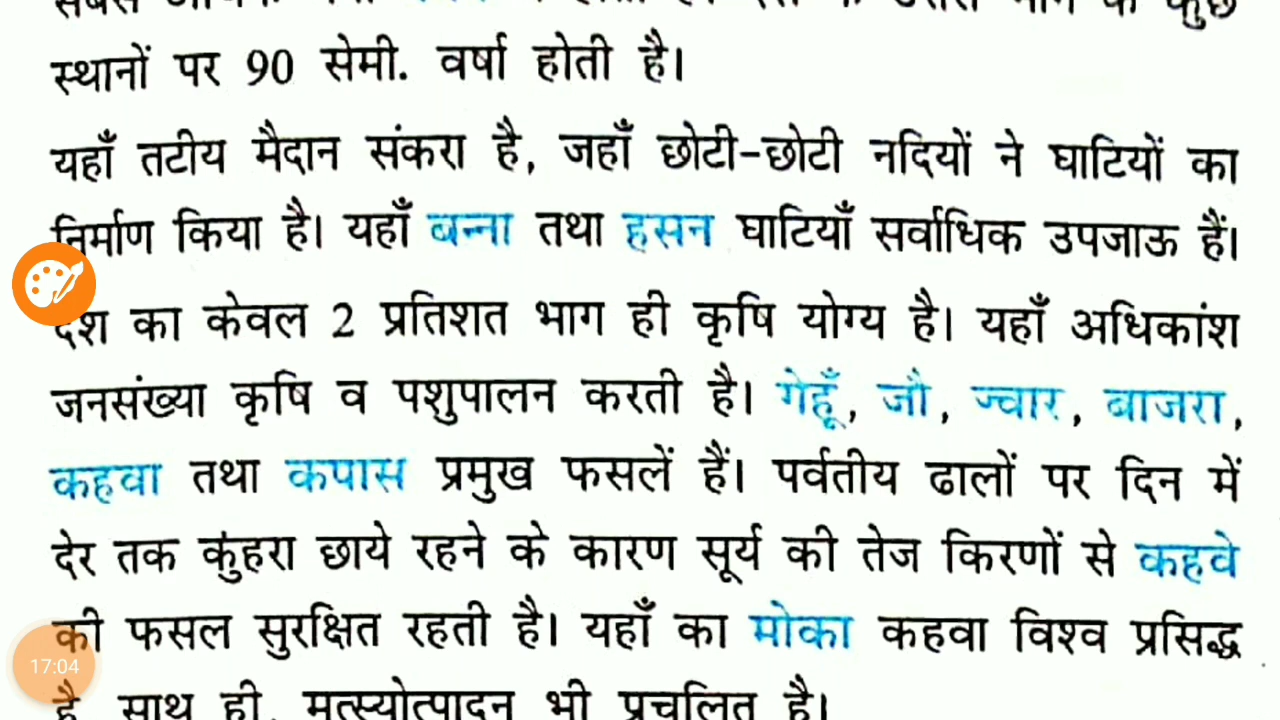 स्थानों पर 90 सेमी. वर्षा होती है।
यहाँ तटीय मैदान संकरा है, जहाँ छोटी-छोटी नदियों ने घाटियों का
निर्माण किया है। यहाँ बन्ना तथा हसन घाटियाँ सर्वाधिक उपजाऊ हैं।
देश का केवल 2 प्रतिशत भाग ही कृषि योग्य है। यहाँ अधिकांश
जनसंख्या कृषि व पशुपालन करती है। गेहूँ, जौ, ज्वार, बाजरा,
कहवा तथा कपास प्रमुख फसलें हैं। पर्वतीय ढालों पर दिन में
देर तक कुंहरा छाये रहने के कारण सूर्य की तेज किरणों से कहवे
की फसल सुरक्षित रहती है। यहाँ का मोका कहवा विश्व प्रसिद्ध
17:04
है साथ ही, मत्स्योत्पादन भी प्रचलित है।